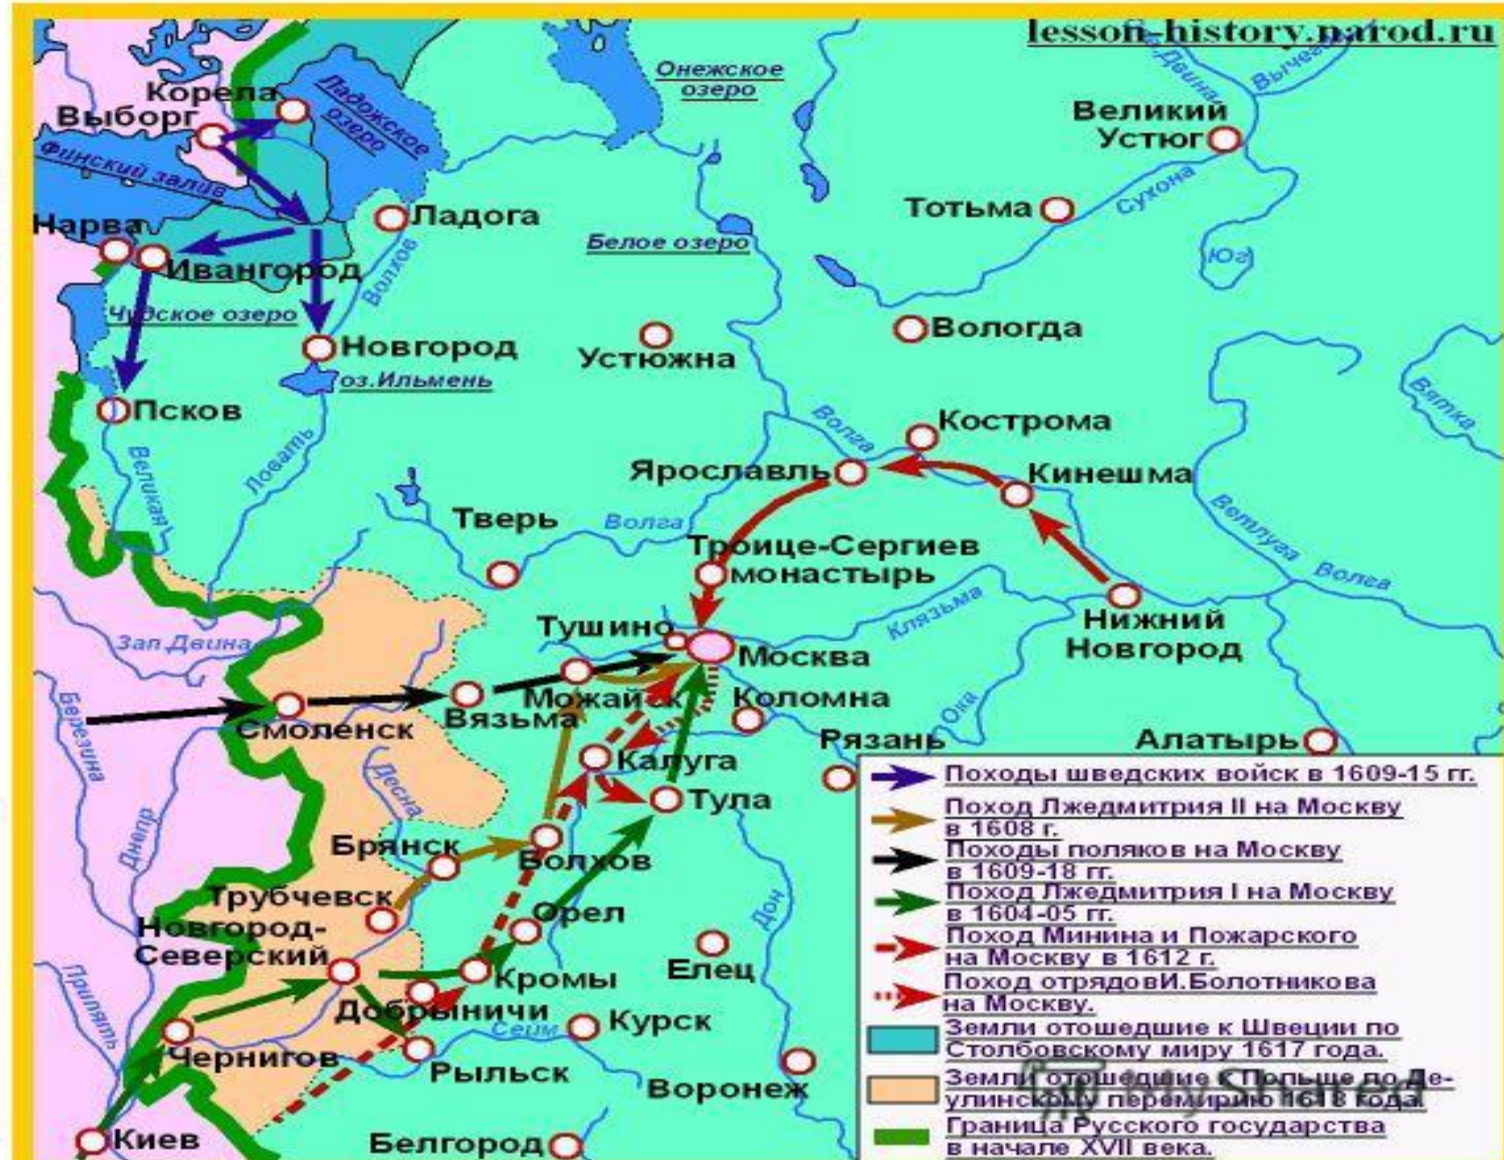 lesson-history.narod.ru
Онежское
озеро
Ладожское
озеро
Корела
Выборг
Финский залив
Великий
Устюг
Вычегда
Сухона
Тотьма
Юг
Нарва
Ладога
Ивангород
Волхов
Белое озеро
Чудское озеро
Новгород
оз.Ильмень
Устюжна
Вологда
Псков
Великая
Ловать
Вятка
Волга
Кострома
Ярославль
Кинешма
Ветлуга
Волга
Тверь
Волга
Троице-Сергиев
монастырь
Клязьма
Нижний
Новгород
Зап.Двина
Тушино
Москва
Можайск
Коломна
Вязьма
Смоленск
Березина
Днепр
Десна
Ока
Рязань
Алатырь
Калуга
Тула
Брянск
Болхов
Трубчевск
Новгород-
Северский
Орел
Дон
Кромы
Елец
Добрыничи
Сейм
Курск
Припять
Чернигов
Рыльск
Воронеж
Киев
Белгород
Походы шведских войск в 1609-15 гг.
Поход Лжедмитрия II на Москву
в 1608 г.
Походы поляков на Москву
в 1609-18 гг.
Поход Лжедмитрия I на Москву
в 1604-05 гг.
Поход Минина и Пожарского
на Москву в 1612 г.
Поход отрядовИ.Болотникова
на Москву.
Земли отошедшие к Швеции по
Столбовскому миру 1617 года.
Земли отошедшие к Польше по Де-
улинскому перемирию 1618 года.
Граница Русского государства
в начале XVII века.